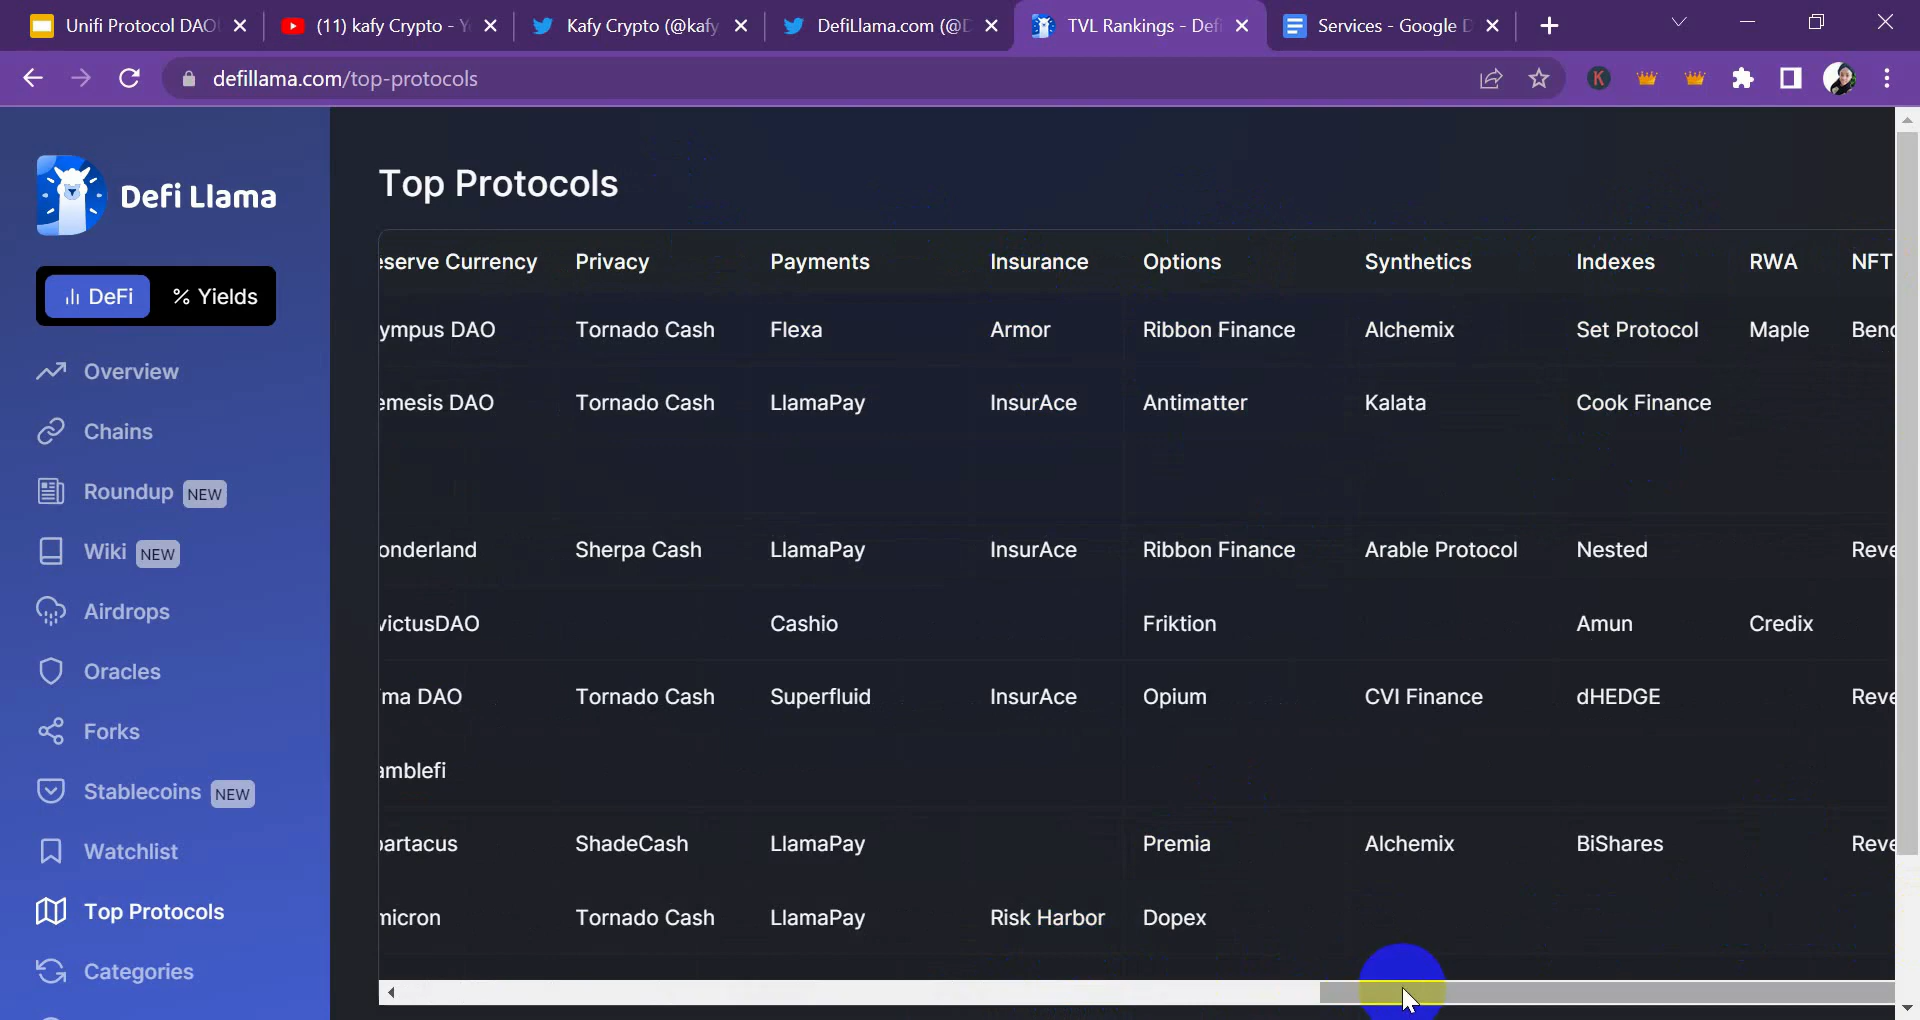 Unifi Protocol DAO
(11) kafy Crypto - Y
Kafy Crypto (@kafy
DefiLlama.com (@D
TVL Rankings - Defi
Services - Google D
defillama.com/top-protocols
K
Defi Llama
DeFi
% Yields
Overview
Chains
Roundup NEW
Wiki NEW
Airdrops
Oracles
Forks
Stablecoins NEW
Watchlist
Top Protocols
Categories
Top Protocols
eserve Currency Privacy Payments Insurance Options Synthetics Indexes RWA NFT
ympus DAO Tornado Cash Flexa Armor Ribbon Finance Alchemix Set Protocol Maple Benc
emesis DAO Tornado Cash LlamaPay InsurAce Antimatter Kalata Cook Finance
onderland Sherpa Cash LlamaPay InsurAce Ribbon Finance Arable Protocol Nested Reve
victusDAO Cashio Friktion Amun Credix
ma DAO Tornado Cash Superfluid InsurAce Opium CVI Finance dHEDGE Reve
amblefi
partacus ShadeCash LlamaPay Premia Alchemix BiShares Reve
micron Tornado Cash LlamaPay Risk Harbor Dopex